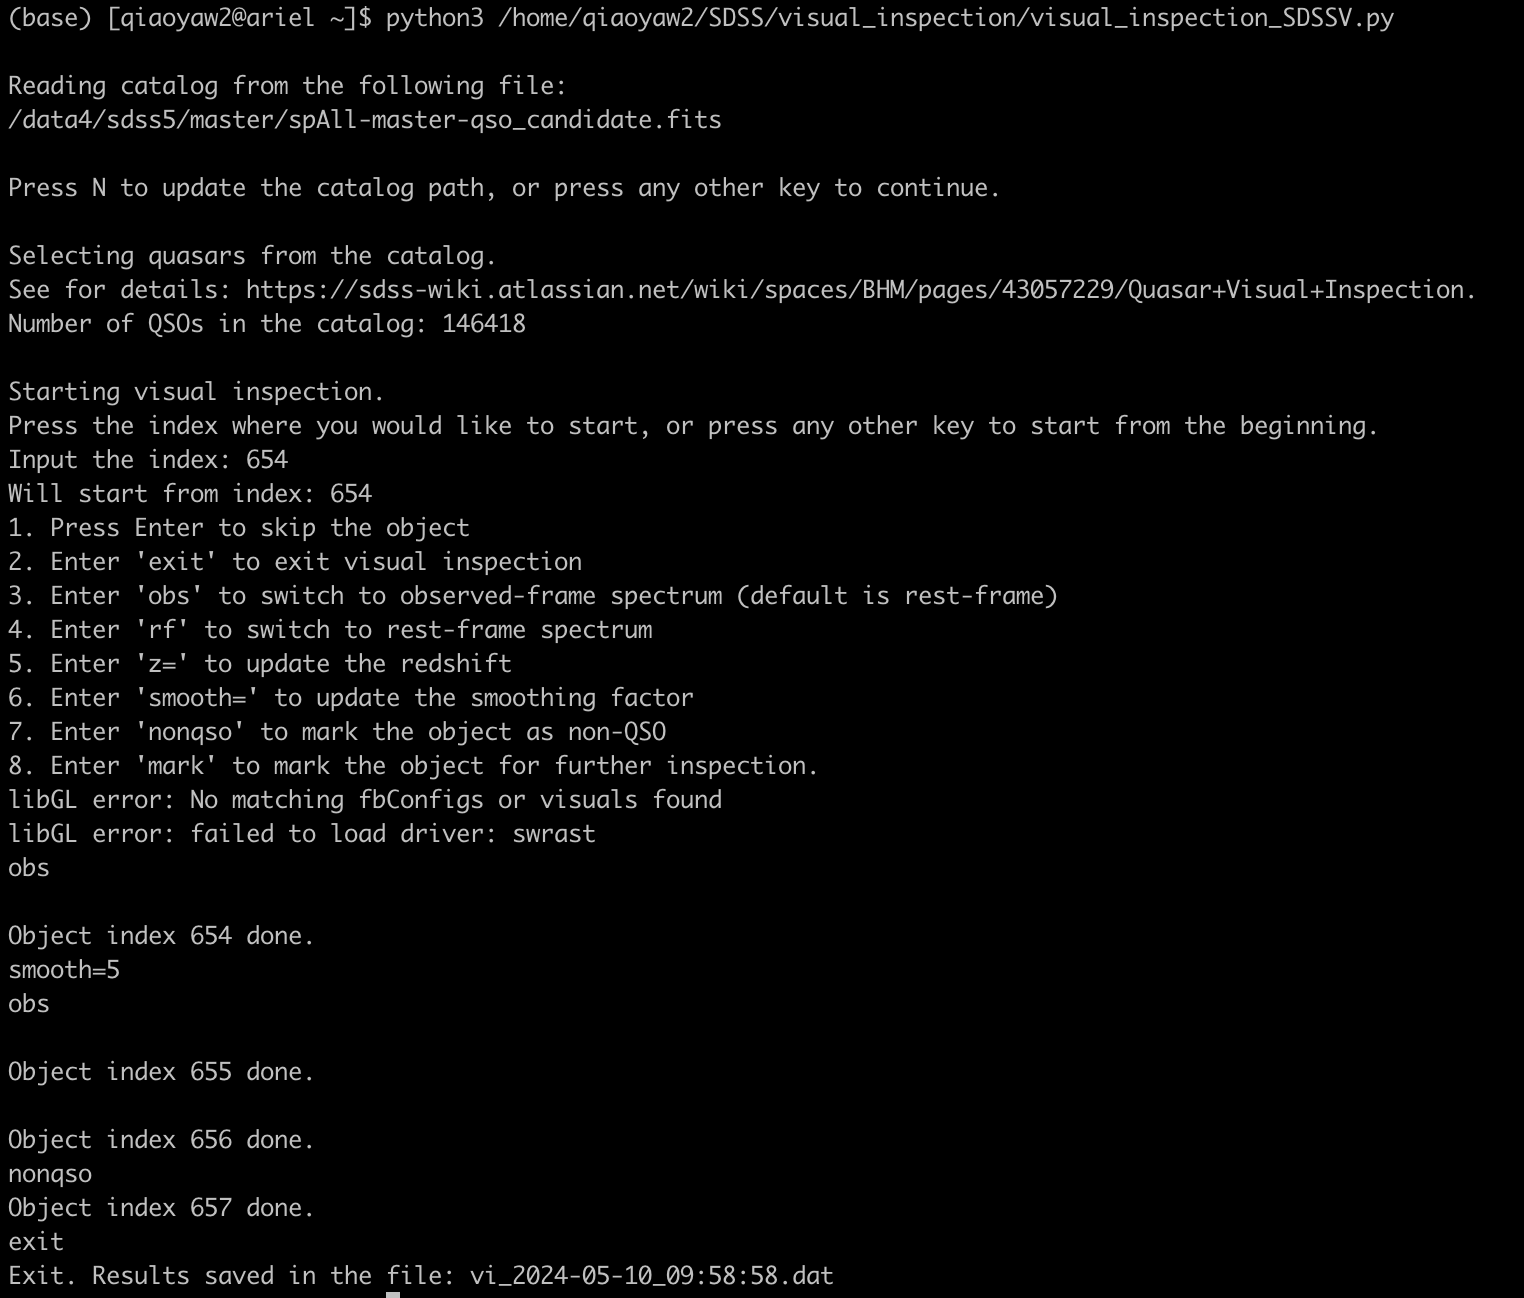 (base) [qiaoyaw2@ariel ~]$ python3 /home/qiaoyaw2/SDSS/visual_inspection/visual_inspection_SDSSV.py
Reading catalog from the following file:
/data4/sdss5/master/spAll-master-qso_candidate.fits
Press N to update the catalog path, or press any other key to continue.
Selecting quasars from the catalog.
See for details: https://sdss-wiki.atlassian.net/wiki/spaces/BHM/pages/43057229/Quasar+Visual+Inspection.
Number of QSOs in the catalog: 146418
Starting visual inspection.
Press the index where you would like to start, or press any other key to start from the beginning.
Input the index: 654
Will start from index: 654
1. Press Enter to skip the object
2. Enter 'exit' to exit visual inspection
3. Enter 'obs' to switch to observed-frame spectrum (default is rest-frame)
4. Enter 'rf' to switch to rest-frame spectrum
5. Enter 'z=' to update the redshift
6. Enter 'smooth=' to update the smoothing factor
7. Enter 'nonqso' to mark the object as non-QSO
8. Enter 'mark' to mark the object for further inspection.
libGL error: No matching fbConfigs or visuals found
libGL error: failed to load driver: swrast
obs
Object index 654 done.
smooth=5
obs
Object index 655 done.
Object index 656 done.
nonqso
Object index 657 done.
exit
Exit. Results saved in the file: vi_2024-05-10_09:58:58.dat